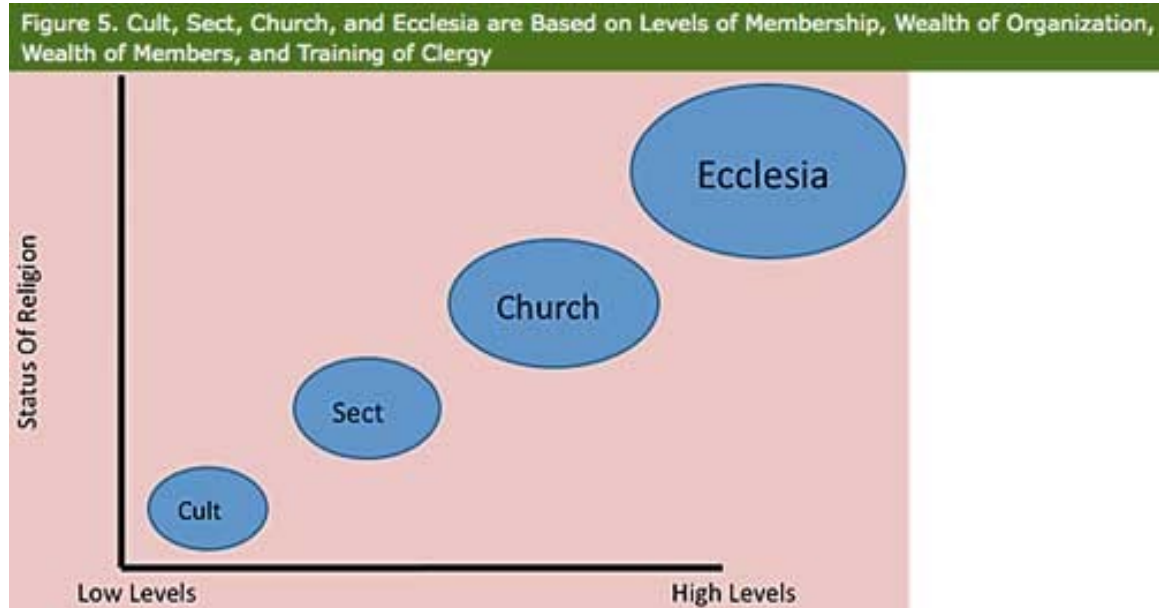 Figure 5. Cult, Sect, Church, and Ecclesia are Based on Levels of Membership, Wealth of Organization,
Wealth of Members, and Training of Clergy
Ecclesia
Church
Sect
Cult
Status Of Religion
Low Levels
High Levels